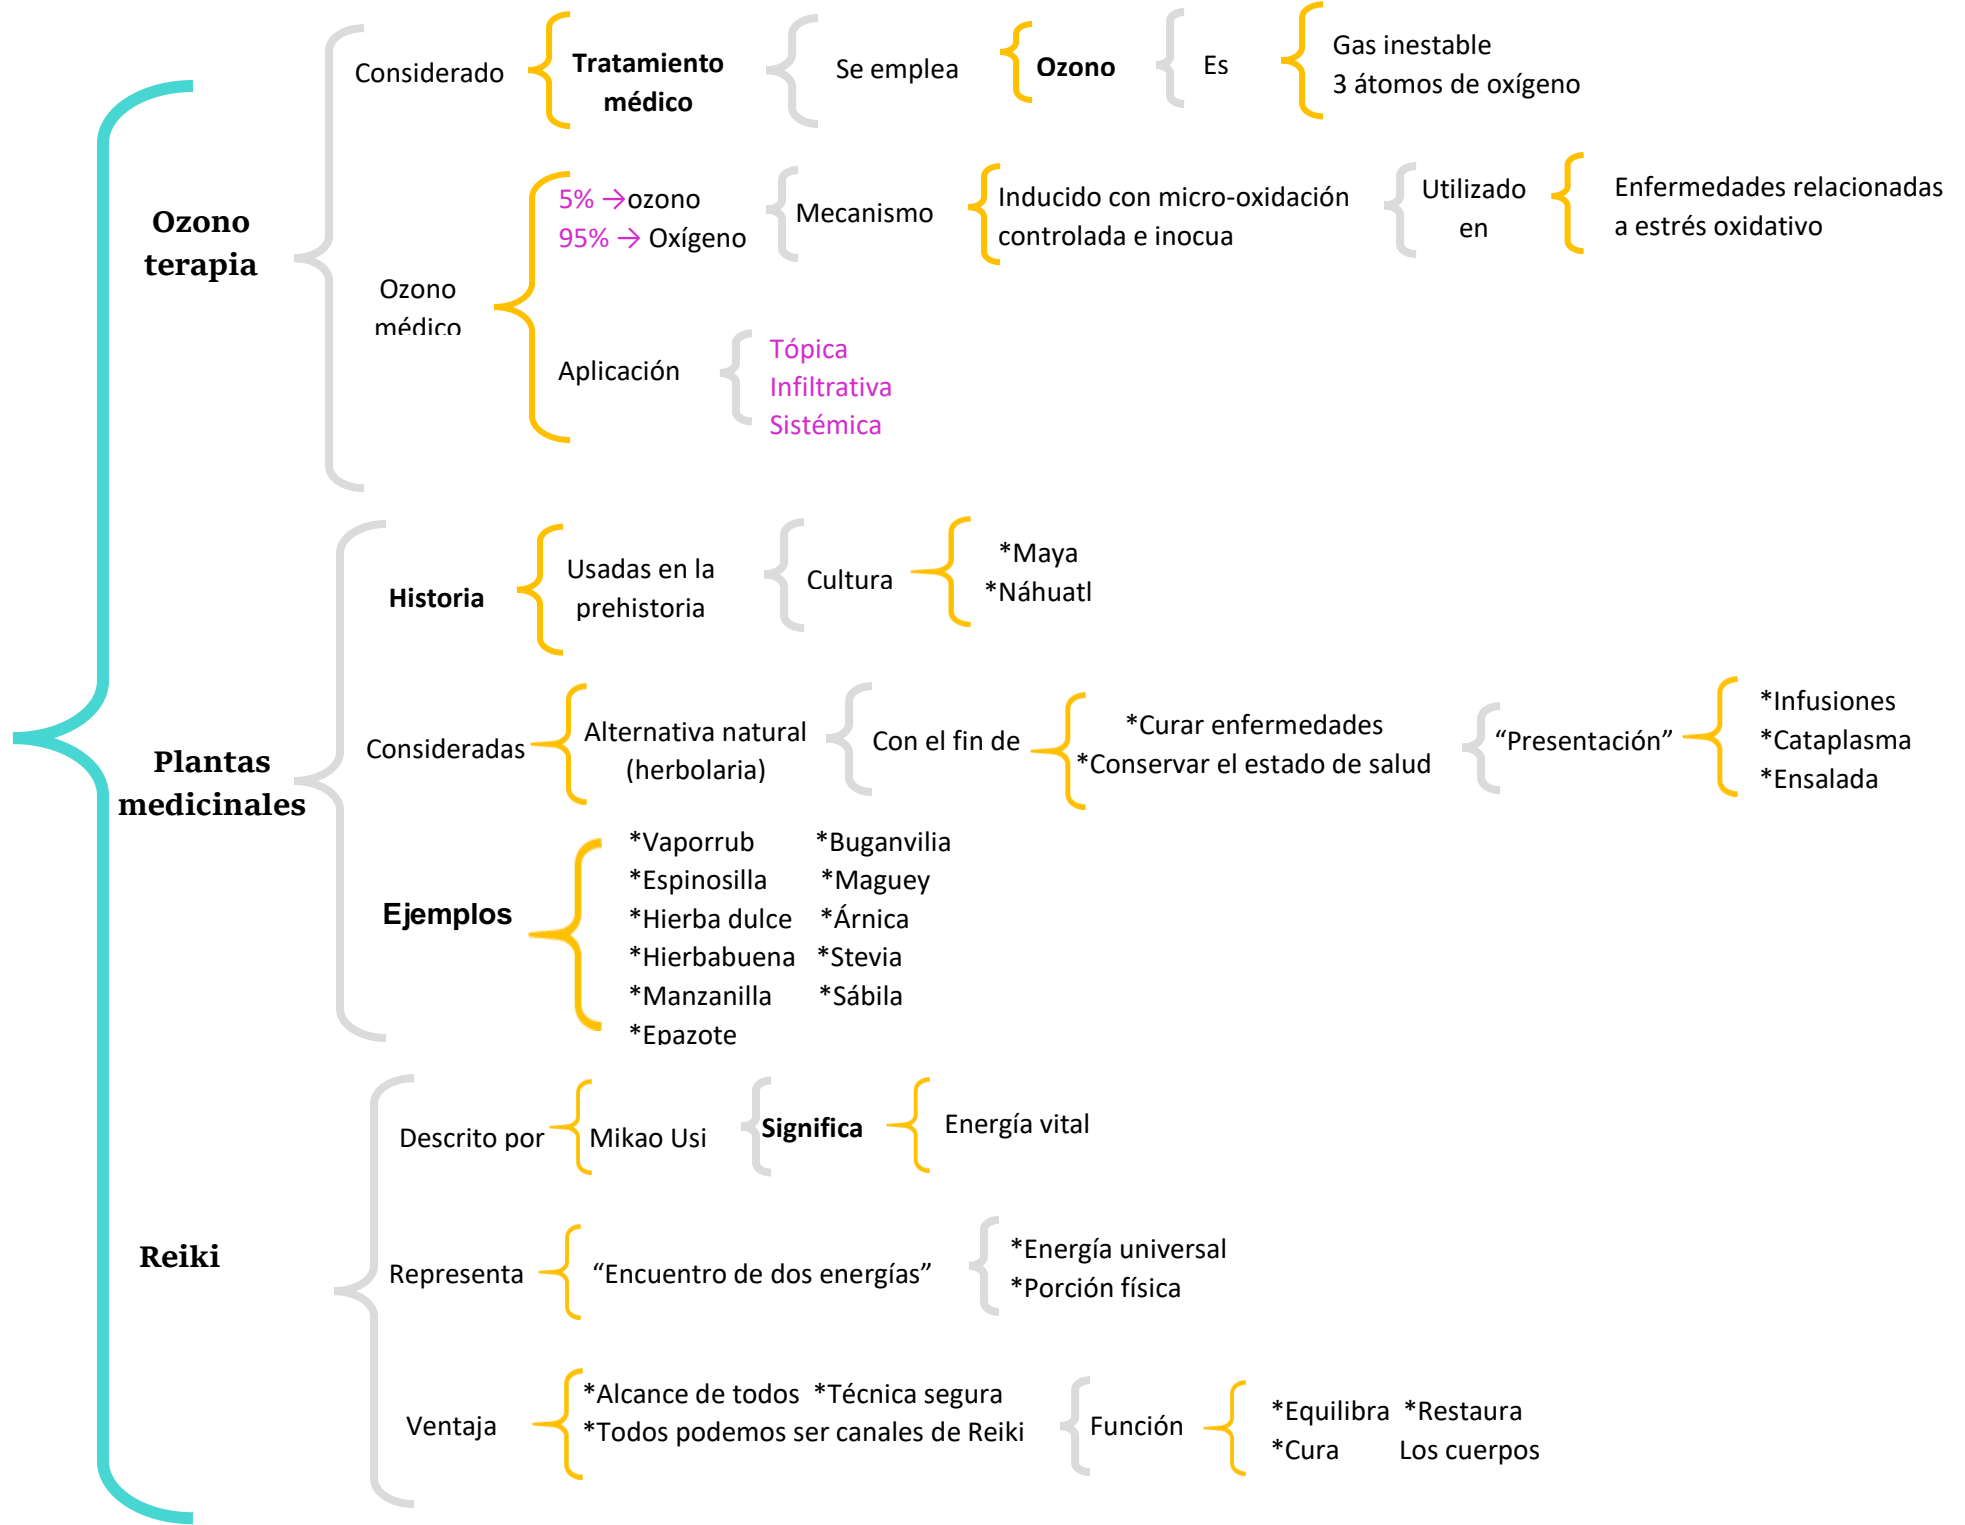 Ozono
terapia
Considerado
Tratamiento
médico
Se emplea
Ozono
Es
Gas inestable
3 átomos de oxígeno
Ozono
médico
5% →ozono
95% → Oxígeno
Mecanismo
Inducido con micro-oxidación
controlada e inocua
Utilizado
en
Enfermedades relacionadas
a estrés oxidativo
Aplicación
Tópica
Infiltrativa
Sistémica
Plantas
medicinales
Historia
Usadas en la
prehistoria
Cultura
*Maya
*Náhuatl
Consideradas
Alternativa natural
(herbolaria)
Con el fin de
*Curar enfermedades
*Conservar el estado de salud
“Presentación”
*Infusiones
*Cataplasma
*Ensalada
Ejemplos
*Vaporrub *Buganvilia
*Espinosilla *Maguey
*Hierba dulce *Árnica
*Hierbabuena *Stevia
*Manzanilla *Sábila
*Epazote
Reiki
Descrito por
Mikao Usi
Significa
Energía vital
Representa
“Encuentro de dos energías”
*Energía universal
*Porción física
Ventaja
*Alcance de todos *Técnica segura
*Todos podemos ser canales de Reiki
Función
*Equilibra *Restaura
*Cura Los cuerpos